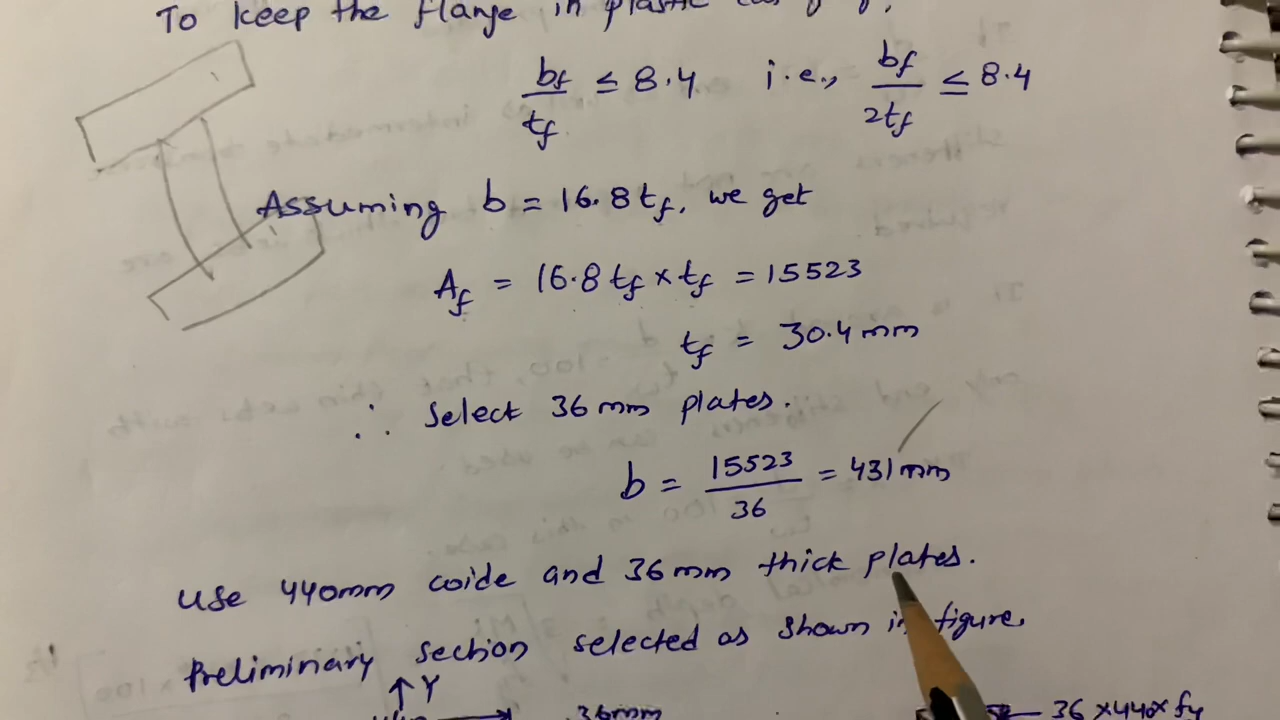 To keep the flange in plastic
bf/tf ≤ 8.4 i.e., bf/2tf ≤ 8.4
Assuming b = 16.8 tf, we get
Af = 16.8 tf × tf = 15523
tf = 30.4 mm
∴ Select 36 mm plates.
b = 15523/36 = 431 mm
Use 440mm wide and 36 mm thick plates.
Preliminary section selected as shown in figure.
↑ Y
36mm
36 × 440 × fy